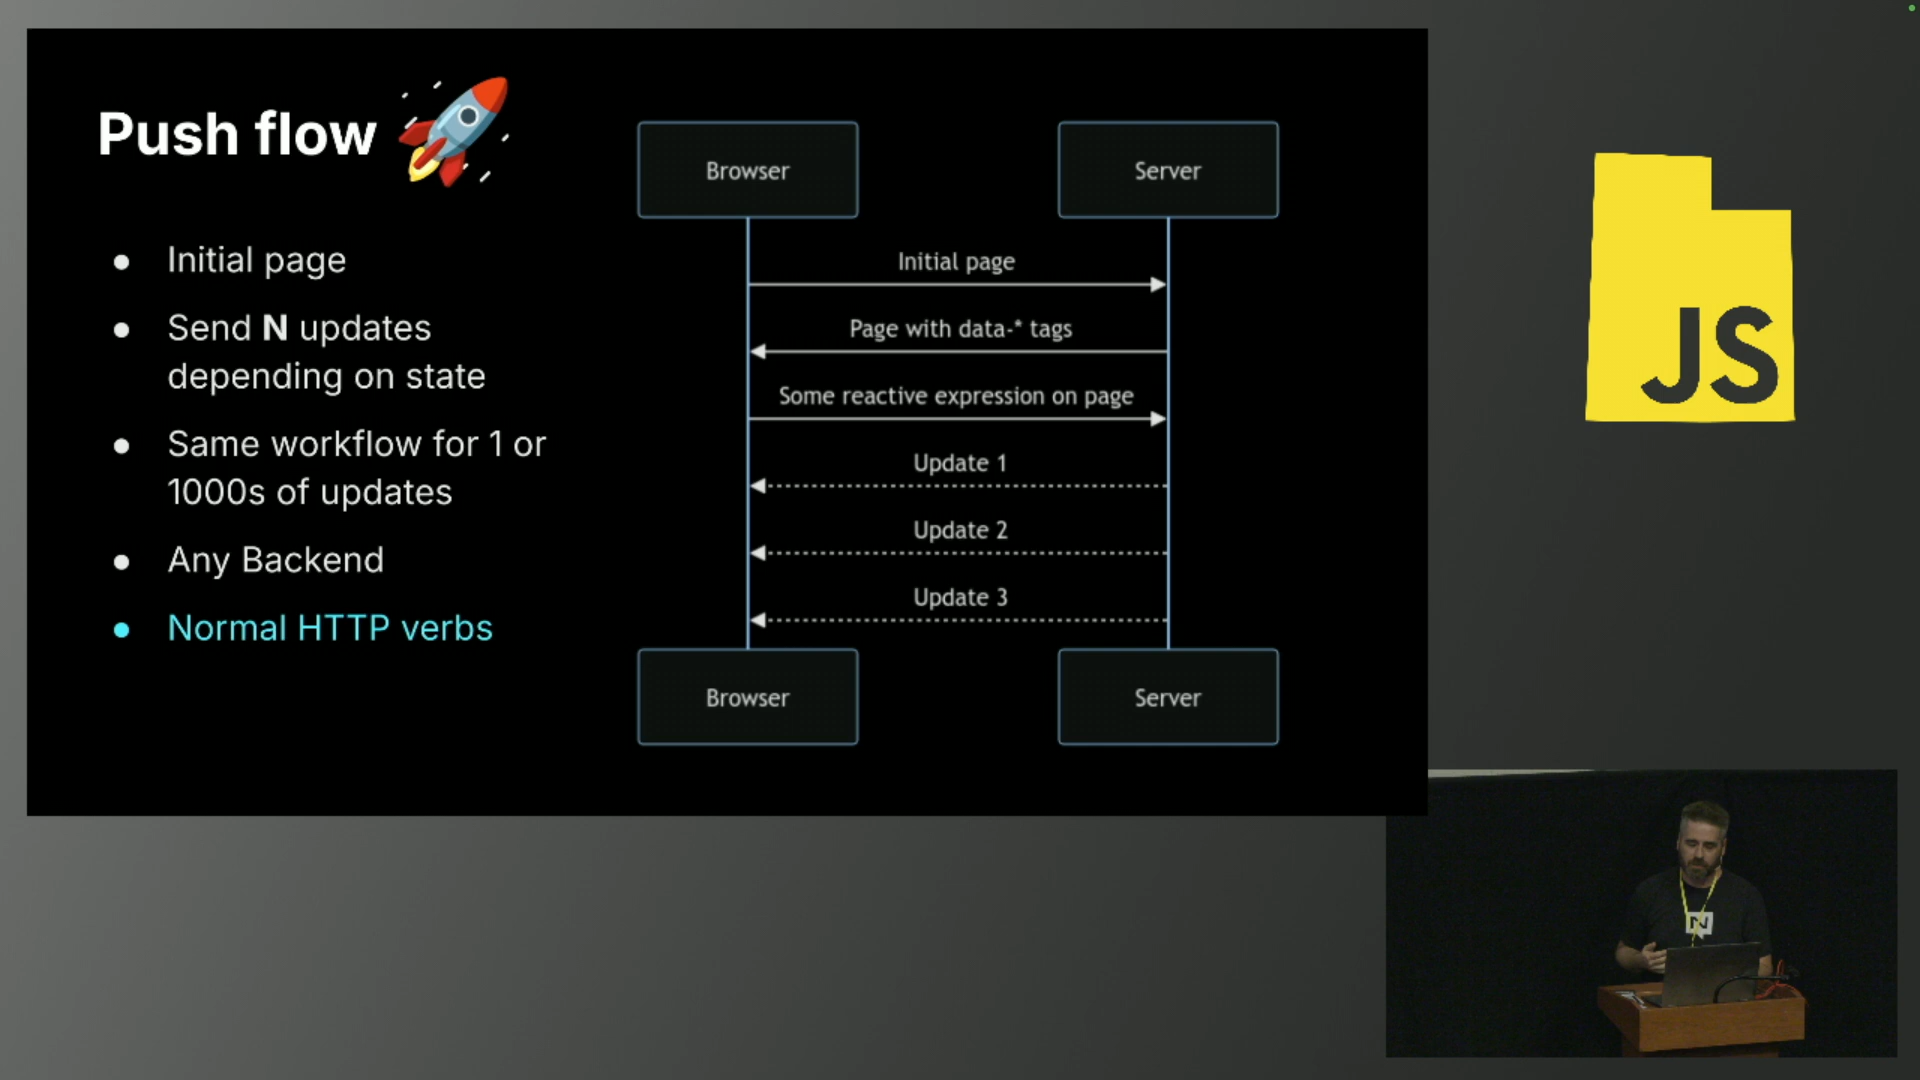 Push flow
Initial page
Send N updates
depending on state
Same workflow for 1 or
1000s of updates
Any Backend
Normal HTTP verbs
Browser
Server
Initial page
Page with data-* tags
Some reactive expression on page
Update 1
Update 2
Update 3
Browser
Server
JS
N